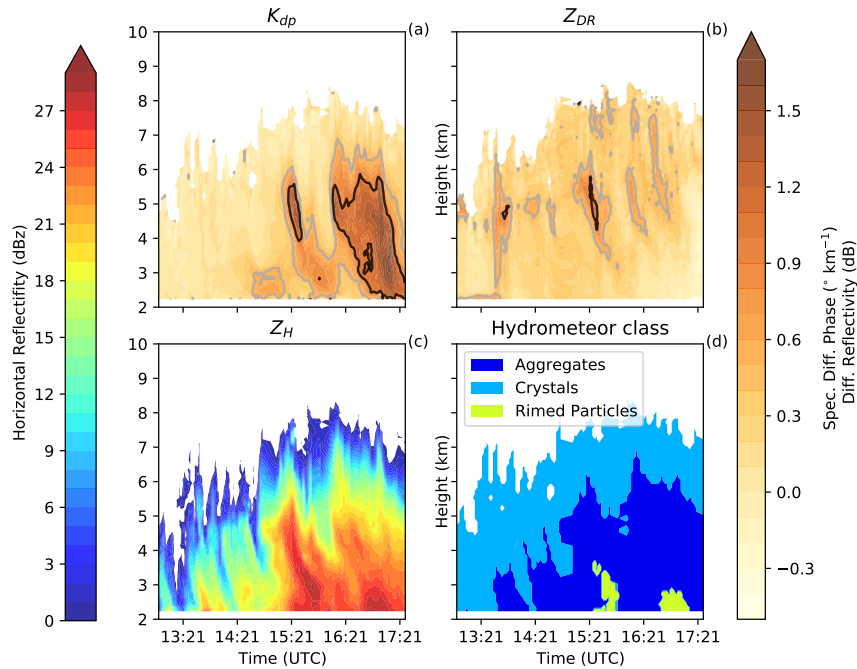 K_dp
(a)
Z_DR
(b)
10
9
8
7
6
5
4
3
2
Height (km)
27
24
21
18
15
12
9
6
3
0
Horizontal Reflectifity (dBz)
1.5
1.2
0.9
0.6
0.3
0.0
−0.3
Spec. Diff. Phase (° km⁻¹)
Diff. Reflectivity (dB)
Z_H
(c)
Hydrometeor class
(d)
10
9
8
7
6
5
4
3
2
Height (km)
Aggregates
Crystals
Rimed Particles
13:21 14:21 15:21 16:21 17:21
Time (UTC)
13:21 14:21 15:21 16:21 17:21
Time (UTC)